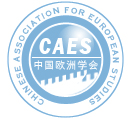 CHINESE ASSOCIATION FOR EUROPEAN STUDIES
CAES
中国欧洲学会